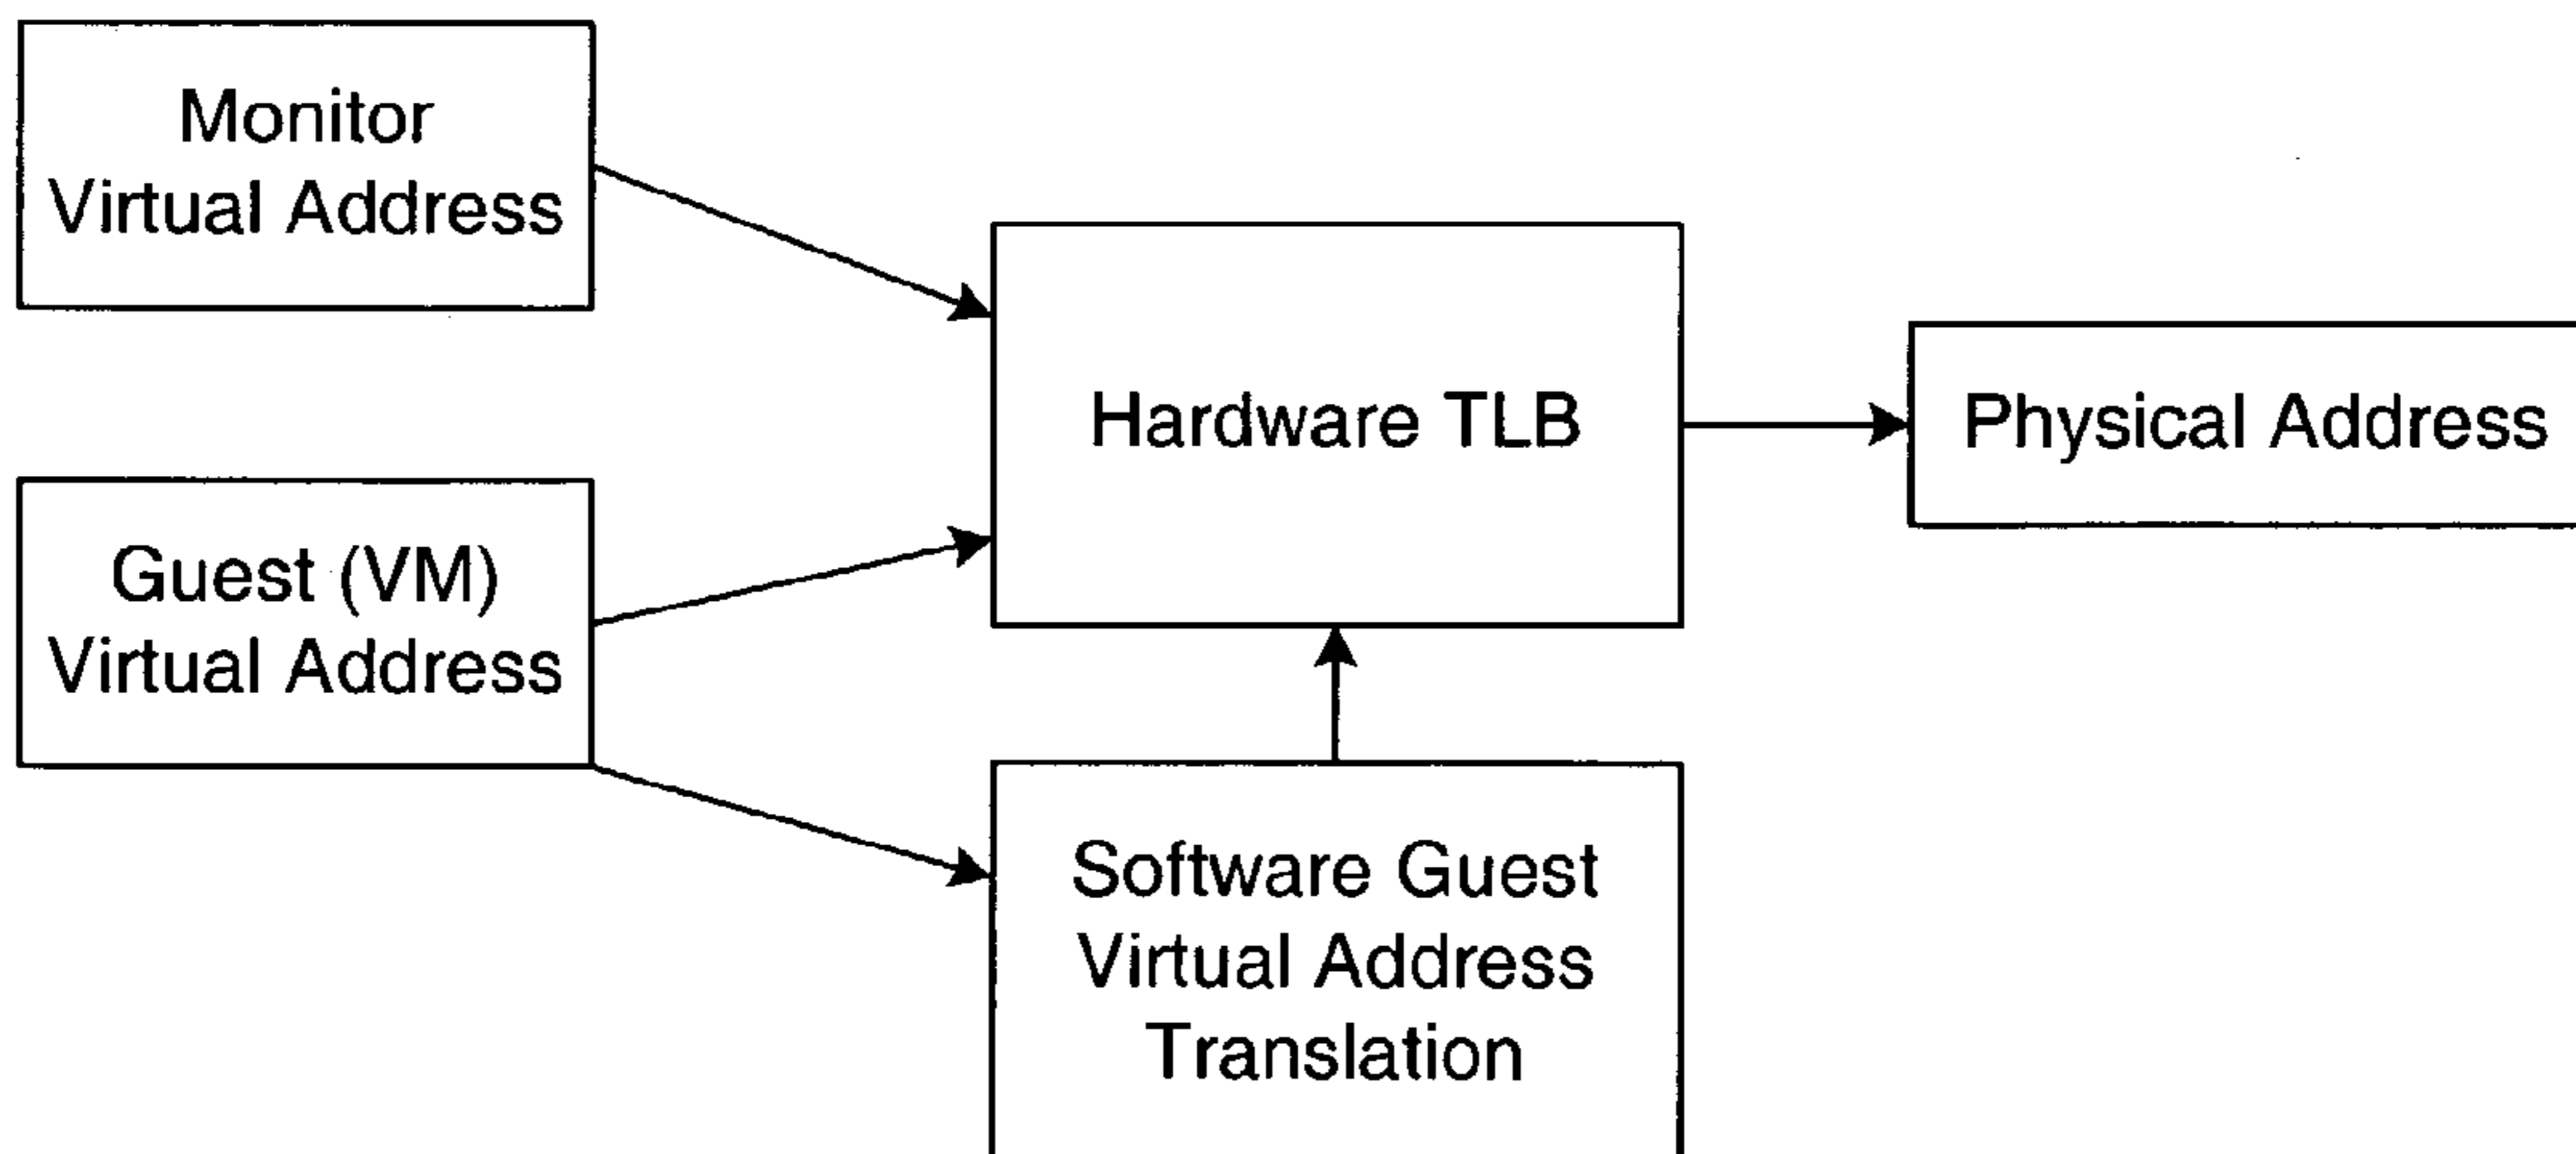 Monitor
Virtual Address
Hardware TLB
Physical Address
Guest (VM)
Virtual Address
Software Guest
Virtual Address
Translation